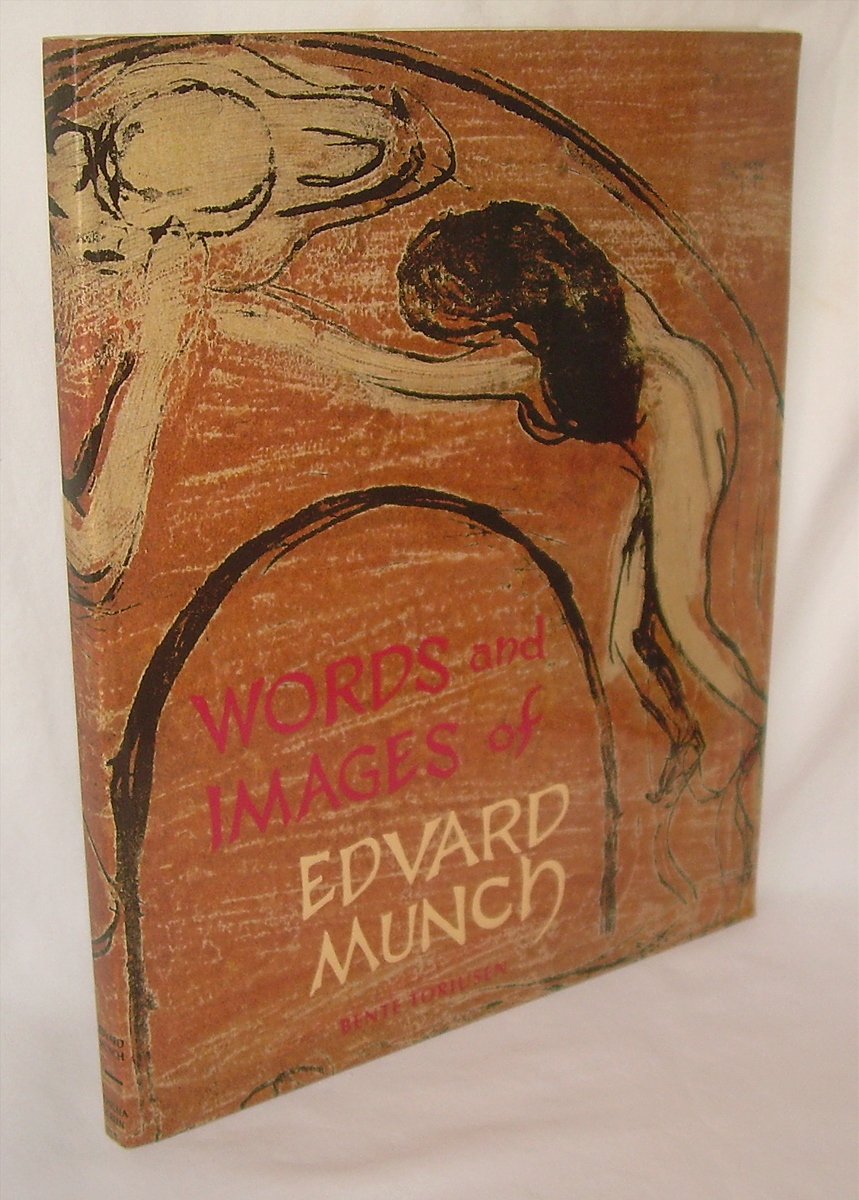 WORDS and
IMAGES of
EDVARD
MUNCh
BENTE TORJUSEN